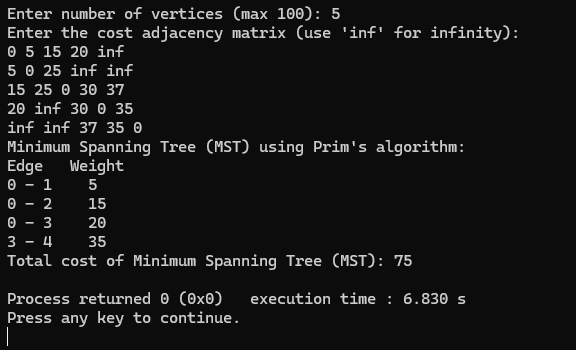 Enter number of vertices (max 100): 5
Enter the cost adjacency matrix (use 'inf' for infinity):
0 5 15 20 inf
5 0 25 inf inf
15 25 0 30 37
20 inf 30 0 35
inf inf 37 35 0
Minimum Spanning Tree (MST) using Prim's algorithm:
Edge   Weight
0 - 1    5
0 - 2    15
0 - 3    20
3 - 4    35
Total cost of Minimum Spanning Tree (MST): 75
Process returned 0 (0x0)   execution time : 6.830 s
Press any key to continue.